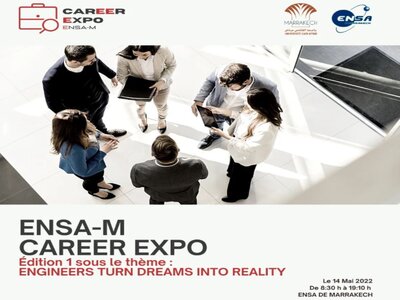 CAREER
EXPO
ENSA-M
MARRAKECH
ENSA
ENSA-M
CAREER EXPO
Édition 1 sous le thème :
ENGINEERS TURN DREAMS INTO REALITY
Le 14 Mai 2022
De 8:30 h à 19:10 h
ENSA DE MARRAKECH